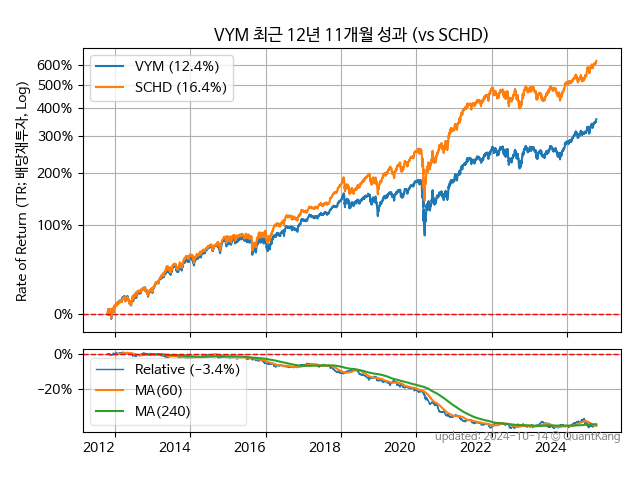 VYM 최근 12년 11개월 성과 (vs SCHD)
Rate of Return (TR; 배당재투자, Log)
600%
500%
400%
300%
200%
100%
0%
VYM (12.4%)
SCHD (16.4%)
0%
−20%
Relative (−3.4%)
MA(60)
MA(240)
2012
2014
2016
2018
2020
2022
2024
updated: 2024-10-14 © QuantKang